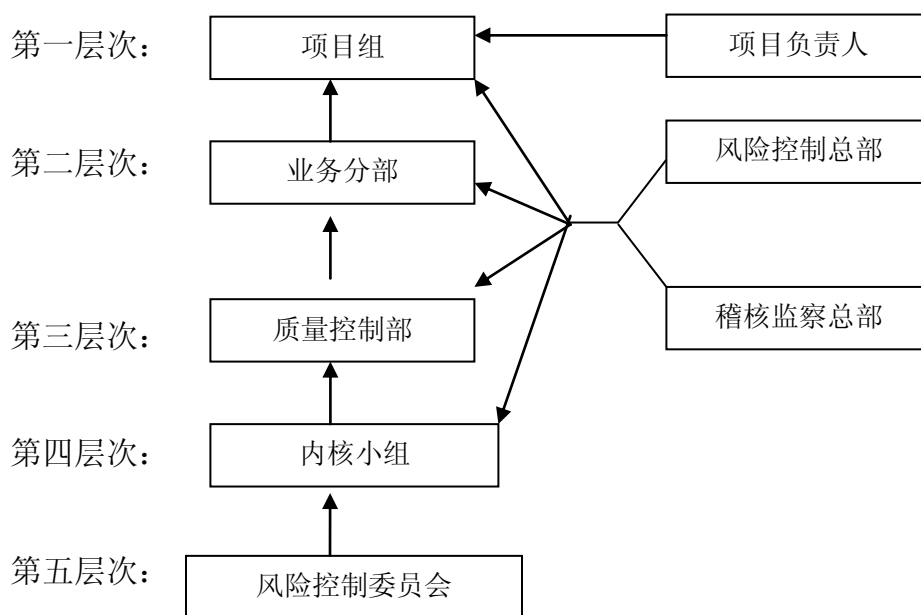 第一层次：
项目组
项目负责人
第二层次：
业务分部
风险控制总部
第三层次：
质量控制部
稽核监察总部
第四层次：
内核小组
第五层次：
风险控制委员会